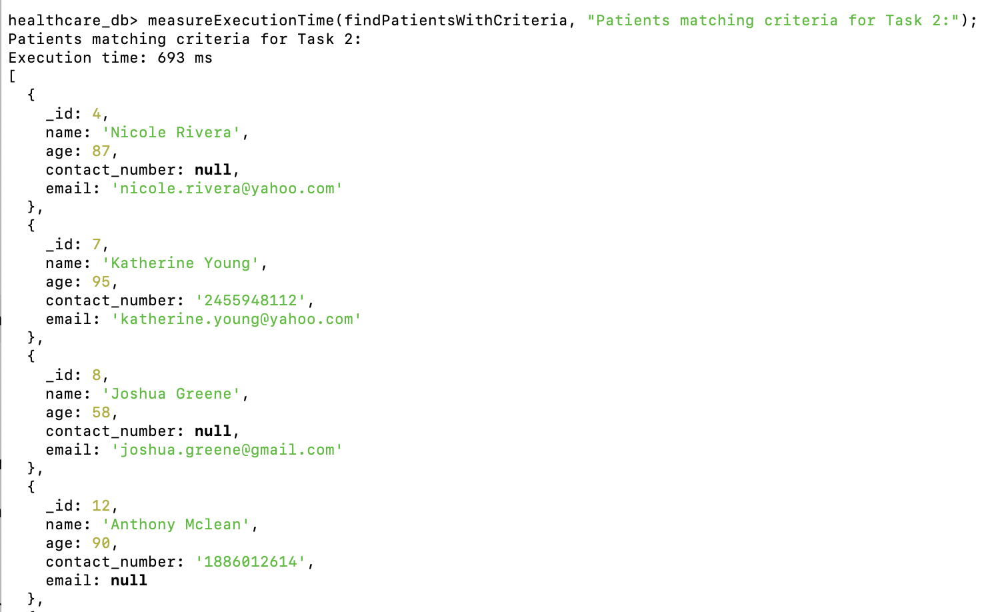 healthcare_db> measureExecutionTime(findPatientsWithCriteria, "Patients matching criteria for Task 2:");
Patients matching criteria for Task 2:
Execution time: 693 ms
[
  {
    _id: 4,
    name: 'Nicole Rivera',
    age: 87,
    contact_number: null,
    email: 'nicole.rivera@yahoo.com'
  },
  {
    _id: 7,
    name: 'Katherine Young',
    age: 95,
    contact_number: '2455948112',
    email: 'katherine.young@yahoo.com'
  },
  {
    _id: 8,
    name: 'Joshua Greene',
    age: 58,
    contact_number: null,
    email: 'joshua.greene@gmail.com'
  },
  {
    _id: 12,
    name: 'Anthony Mclean',
    age: 90,
    contact_number: '1886012614',
    email: null
  },